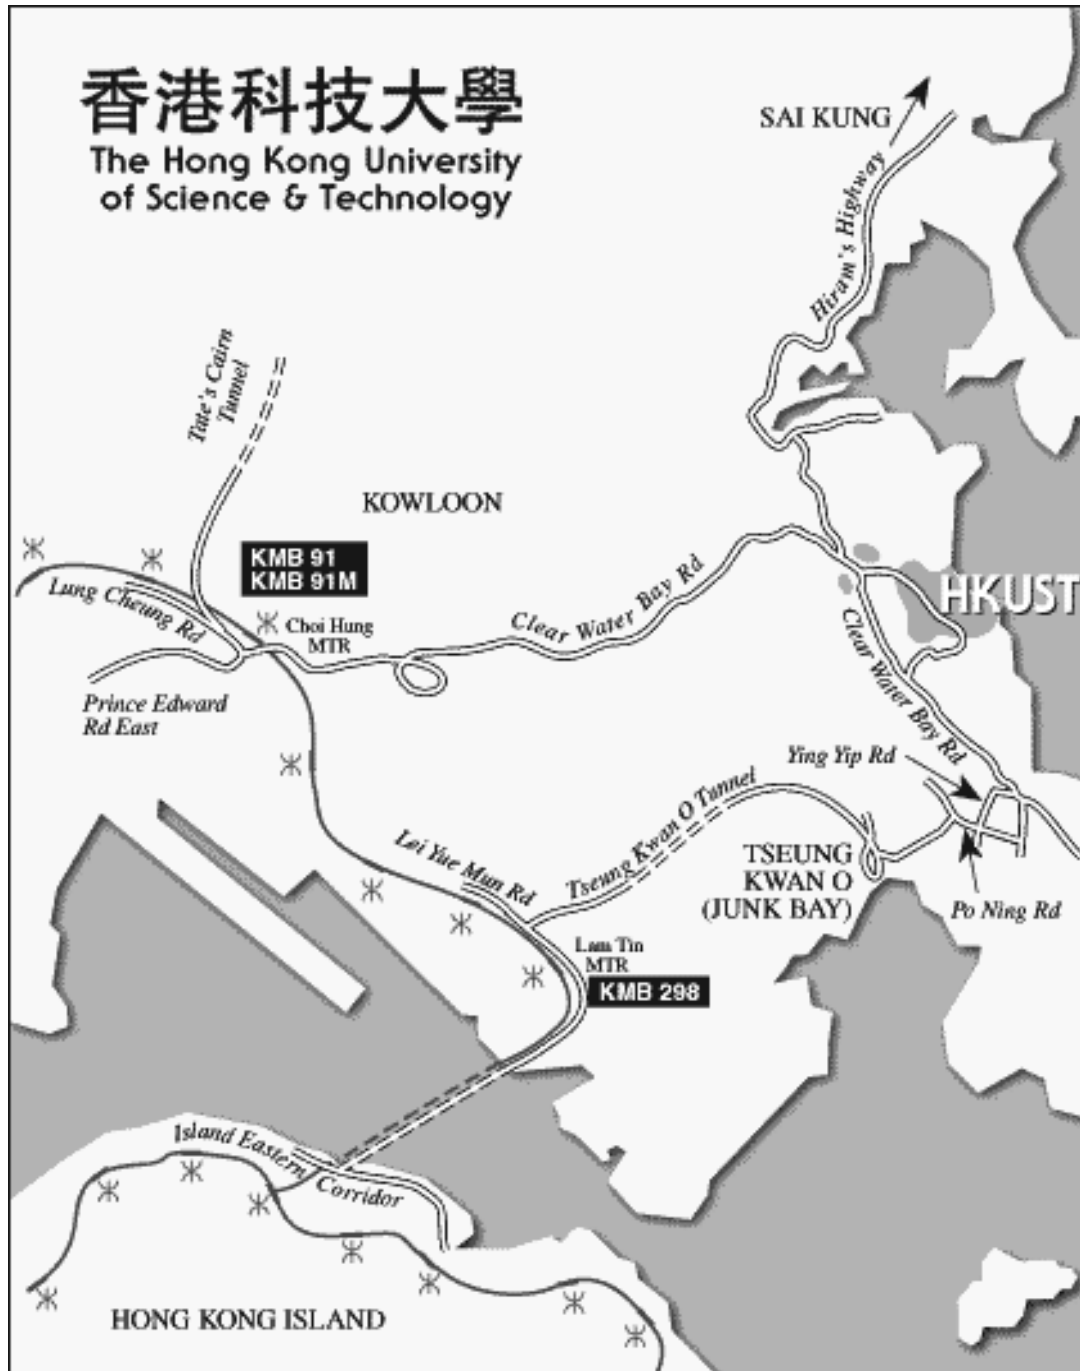 香港科技大學
The Hong Kong University
of Science & Technology
SAI KUNG
Hiram's Highway
Tate's Cairn
Tunnel
KOWLOON
KMB 91
KMB 91M
Lung Cheung Rd
Choi Hung
MTR
Clear Water Bay Rd
HKUST
Clear Water Bay Rd
Prince Edward
Rd East
Ying Yip Rd
Tseung Kwan O Tunnel
Lei Yue Mun Rd
TSEUNG
KWAN O
(JUNK BAY)
Po Ning Rd
Lam Tin
MTR
KMB 298
Island Eastern
Corridor
HONG KONG ISLAND